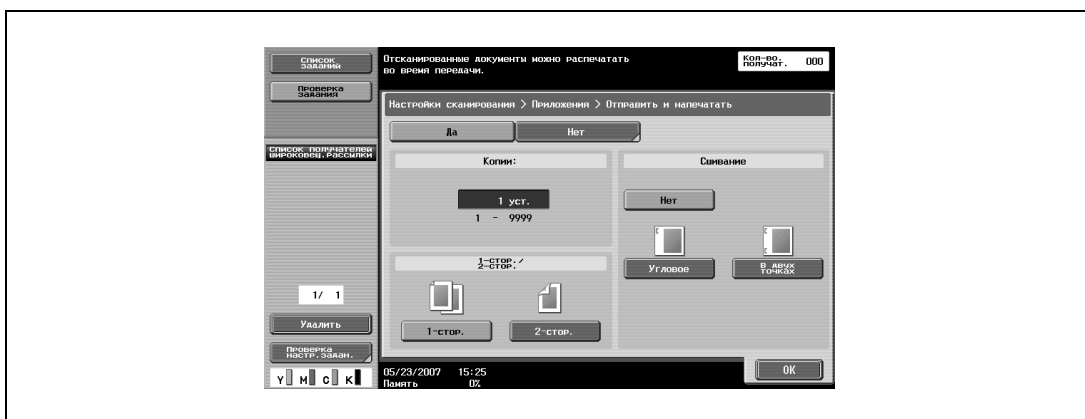 Список
заданий
Отсканированные документы можно распечатать
во время передачи.
Кол-во.
получат.
000
Проверка
задания
Настройки сканирования > Приложения > Отправить и напечатать
Да
Нет
Список получателей
широковещ.рассылки
Копии:
Сшивание
1 уст.
1 - 9999
Нет
1-стор./
2-стор.
Угловое
В двух
точках
1/ 1
1-стор.
2-стор.
Удалить
Проверка
настр.задан.
OK
Y M C K
05/23/2007 15:25
Память 0%